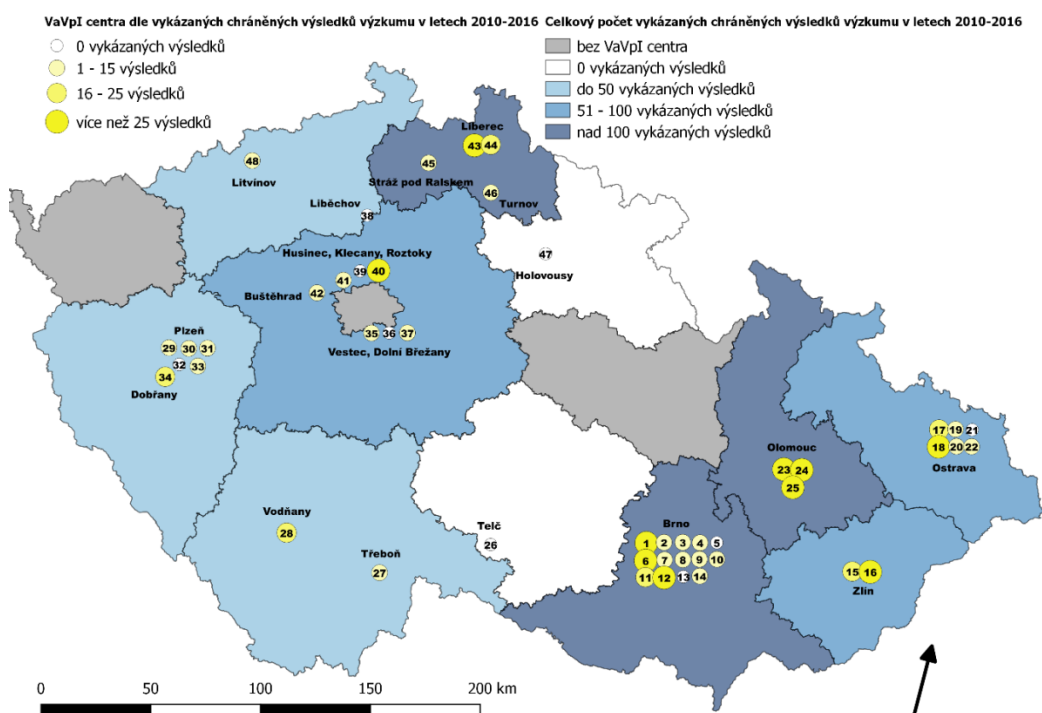 VaVpI centra dle vykázaných chráněných výsledků výzkumu v letech 2010-2016
0 vykázaných výsledků
1 - 15 výsledků
16 - 25 výsledků
více než 25 výsledků
Celkový počet vykázaných chráněných výsledků výzkumu v letech 2010-2016
bez VaVpI centra
0 vykázaných výsledků
do 50 vykázaných výsledků
51 - 100 vykázaných výsledků
nad 100 vykázaných výsledků
Liberec
43 44
48
Litvínov
45
Stráž pod Ralskem
46
Turnov
Liběchov
38
Husinec, Klecany, Roztoky
39 40
41
Buštěhrad 42
47
Holovousy
35 36 37
Vestec, Dolní Břežany
Plzeň
29 30 31
32 33
34
Dobřany
17 19 21
18 20 22
Ostrava
Olomouc
23 24
25
Vodňany
28
Třeboň
27
Telč
26
Brno
1 2 3 4 5
6 7 8 9 10
11 12 13 14
15 16
Zlín
0 50 100 150 200 km